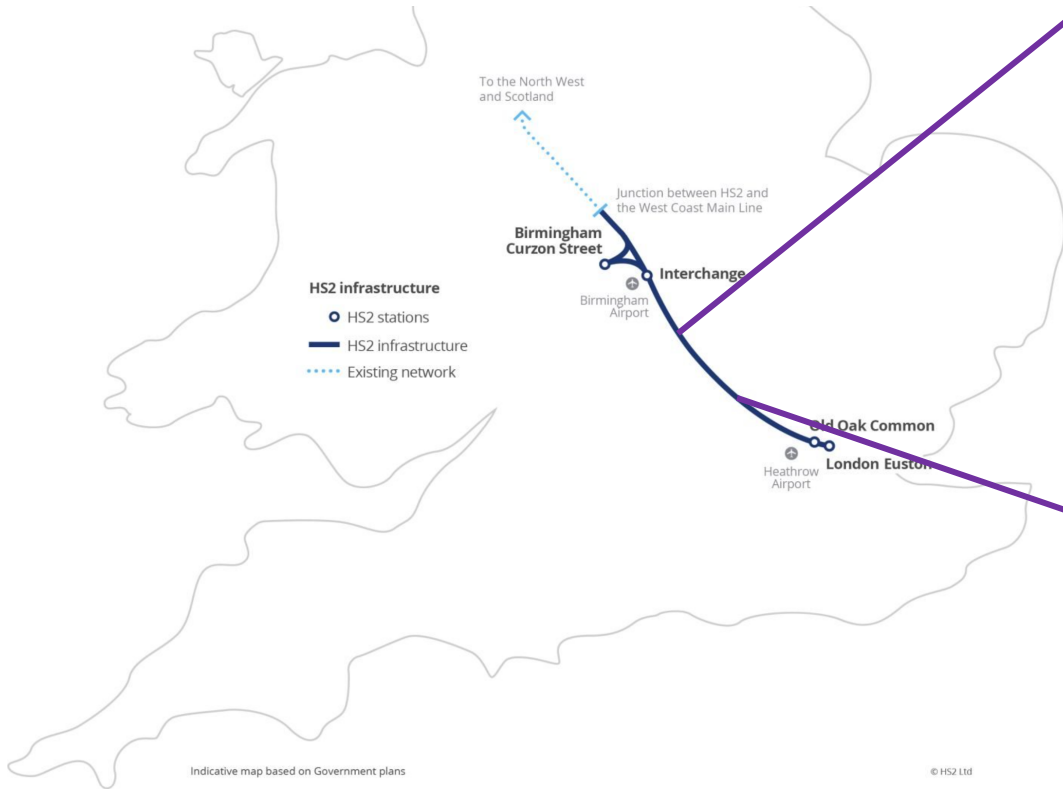 To the North West
and Scotland
Junction between HS2 and
the West Coast Main Line
Birmingham
Curzon Street
Interchange
Birmingham
Airport
HS2 infrastructure
HS2 stations
HS2 infrastructure
Existing network
Old Oak Common
London Euston
Heathrow
Airport
Indicative map based on Government plans
© HS2 Ltd